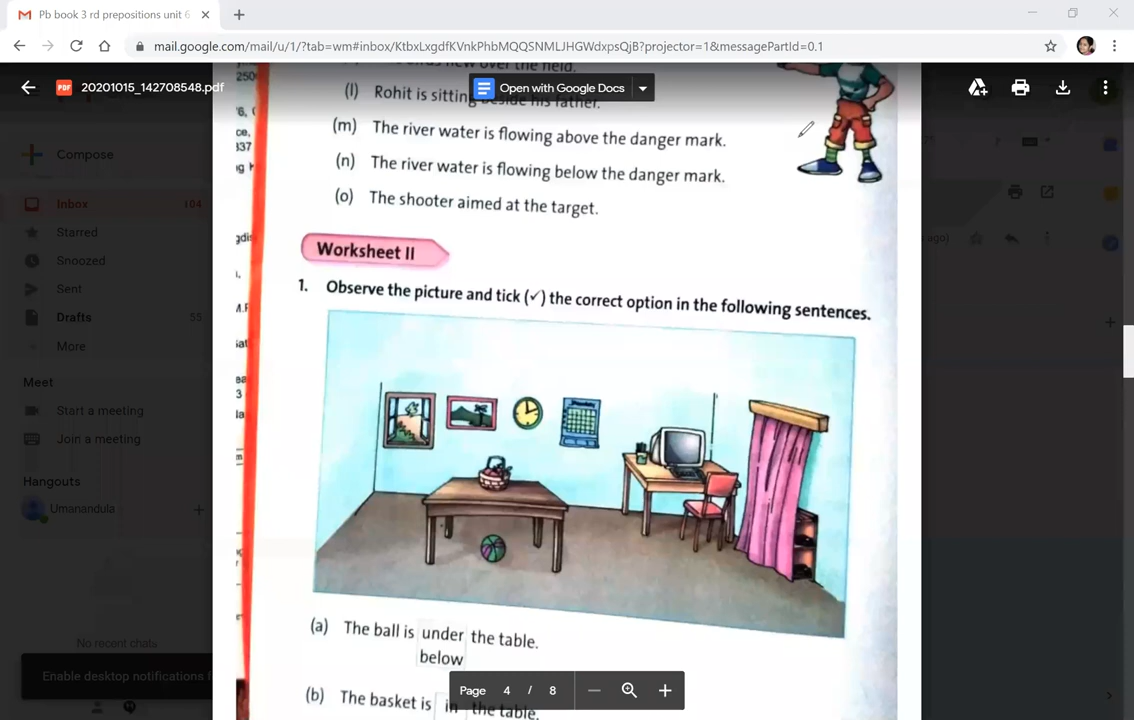 Pb book 3 rd prepositions unit 6
mail.google.com/mail/u/1/?tab=wm#inbox/KtbxLxgdfKVnkPhbMQQSNMLJHGWdxpsQjB?projector=1&messagePartId=0.1
PDF 20201015_142708548.pdf
Open with Google Docs
over the field.
(l) Rohit is sitting beside his father.
(m) The river water is flowing above the danger mark.
(n) The river water is flowing below the danger mark.
(o) The shooter aimed at the target.
Worksheet II
1. Observe the picture and tick (✓) the correct option in the following sentences.
(a) The ball is under the table.
below
(b) The basket is in the table.
Page 4 / 8
Compose
Inbox 104
Starred
Snoozed
Sent
Drafts 55
More
Meet
Start a meeting
Join a meeting
Hangouts
Umanandula
No recent chats
Enable desktop notifications f
ago)